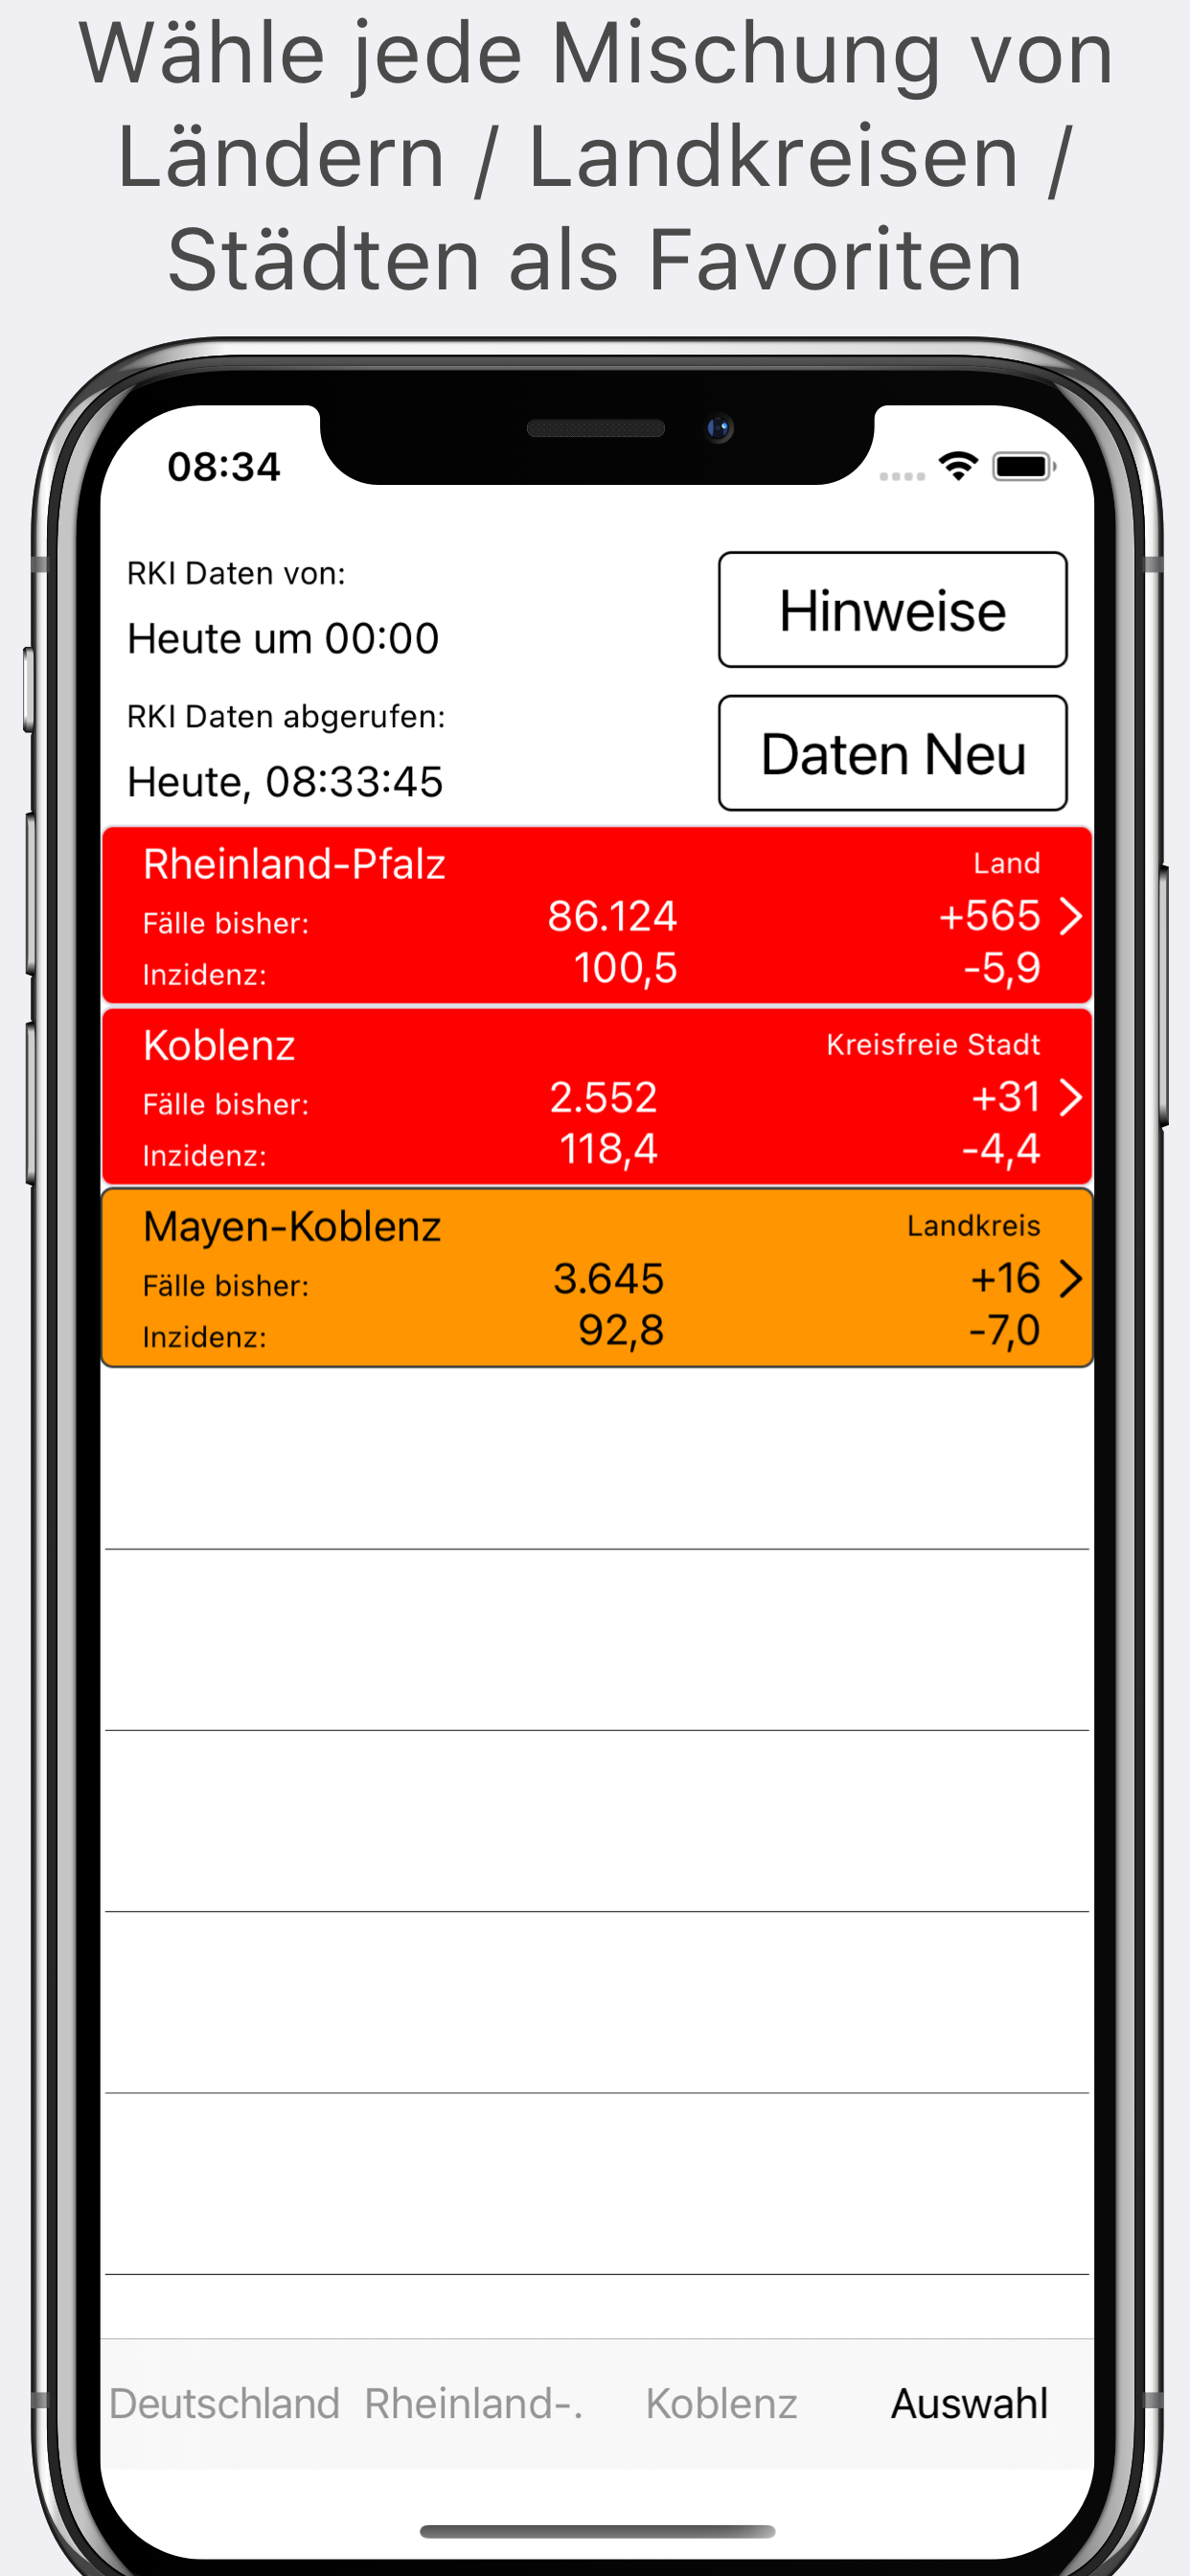 Wähle jede Mischung von
Ländern / Landkreisen /
Städten als Favoriten
08:34
RKI Daten von:
Heute um 00:00
Hinweise
RKI Daten abgerufen:
Heute, 08:33:45
Daten Neu
Rheinland-Pfalz Land
Fälle bisher: 86.124 +565
Inzidenz: 100,5 -5,9
Koblenz Kreisfreie Stadt
Fälle bisher: 2.552 +31
Inzidenz: 118,4 -4,4
Mayen-Koblenz Landkreis
Fälle bisher: 3.645 +16
Inzidenz: 92,8 -7,0
Deutschland Rheinland-. Koblenz Auswahl